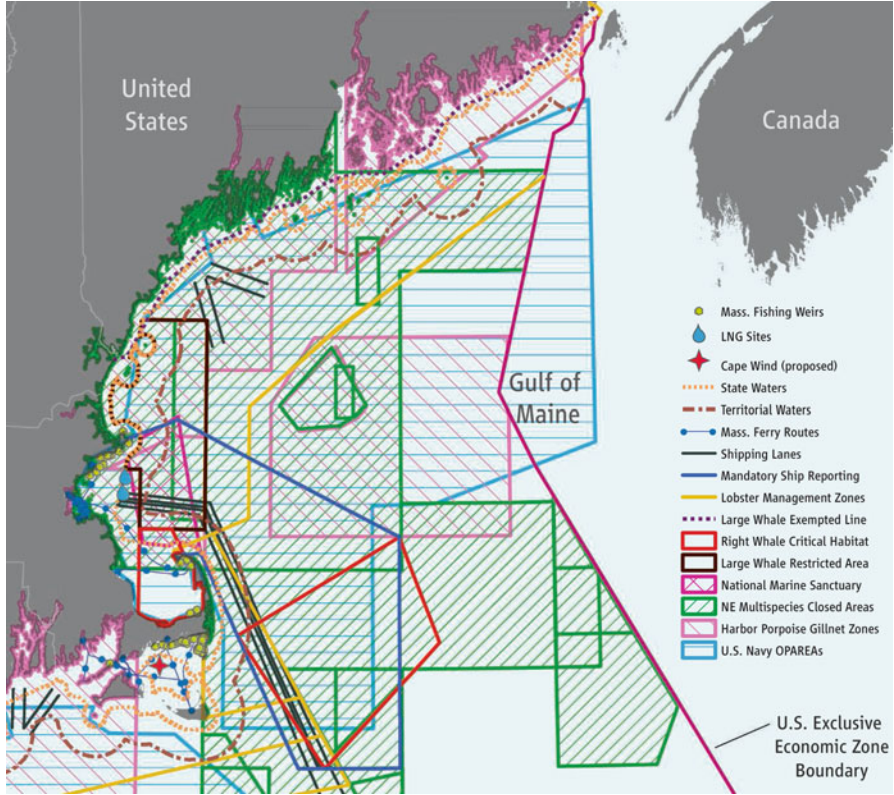 United
States
Canada
Gulf of
Maine
Mass. Fishing Weirs
LNG Sites
Cape Wind (proposed)
State Waters
Territorial Waters
Mass. Ferry Routes
Shipping Lanes
Mandatory Ship Reporting
Lobster Management Zones
Large Whale Exempted Line
Right Whale Critical Habitat
Large Whale Restricted Area
National Marine Sanctuary
NE Multispecies Closed Areas
Harbor Porpoise Gillnet Zones
U.S. Navy OPAREAs
U.S. Exclusive
Economic Zone
Boundary